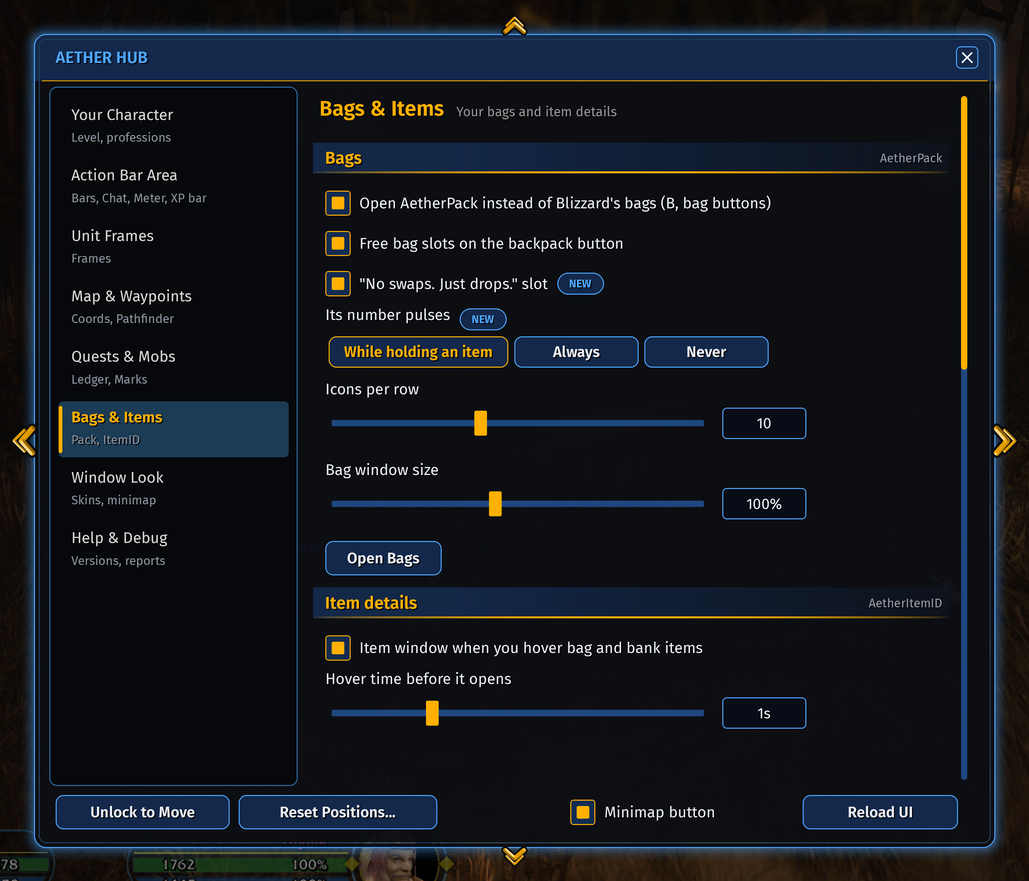 AETHER HUB
Your Character
Level, professions
Action Bar Area
Bars, Chat, Meter, XP bar
Unit Frames
Frames
Map & Waypoints
Coords, Pathfinder
Quests & Mobs
Ledger, Marks
Bags & Items
Pack, ItemID
Window Look
Skins, minimap
Help & Debug
Versions, reports
Bags & Items Your bags and item details
Bags AetherPack
Open AetherPack instead of Blizzard's bags (B, bag buttons)
Free bag slots on the backpack button
"No swaps. Just drops." slot NEW
Its number pulses NEW
While holding an item Always Never
Icons per row
10
Bag window size
100%
Open Bags
Item details AetherItemID
Item window when you hover bag and bank items
Hover time before it opens
1s
Unlock to Move Reset Positions... Minimap button Reload UI
78 1762 100%